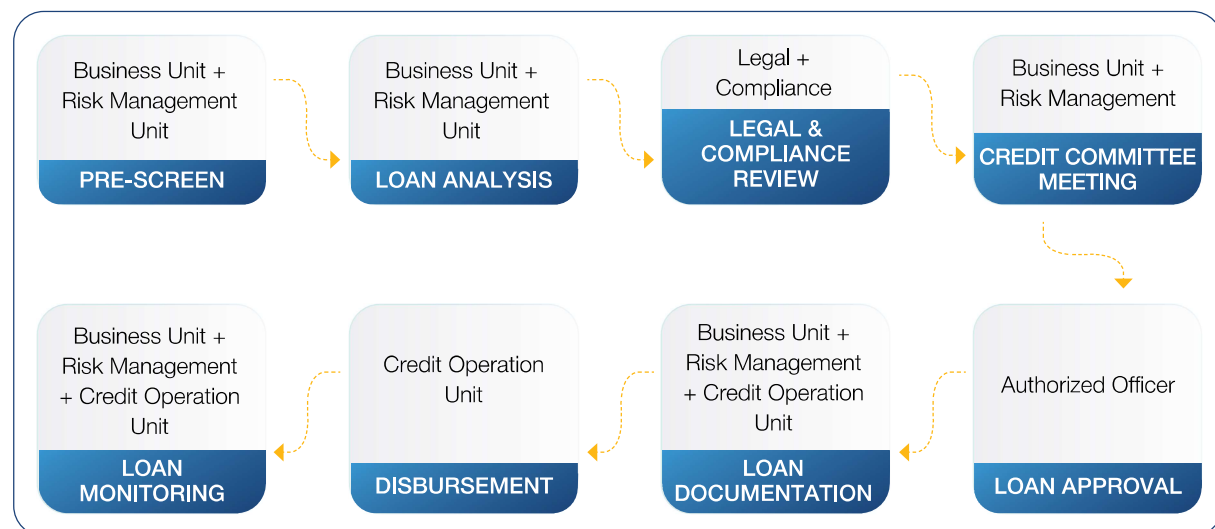 Business Unit +
Risk Management
Unit
PRE-SCREEN
Business Unit +
Risk Management
Unit
LOAN ANALYSIS
Legal +
Compliance
LEGAL &
COMPLIANCE
REVIEW
Business Unit +
Risk Management
CREDIT COMMITTEE
MEETING
Authorized Officer
LOAN APPROVAL
Business Unit +
Risk Management
+ Credit Operation
Unit
LOAN
DOCUMENTATION
Credit Operation
Unit
DISBURSEMENT
Business Unit +
Risk Management
+ Credit Operation
Unit
LOAN
MONITORING